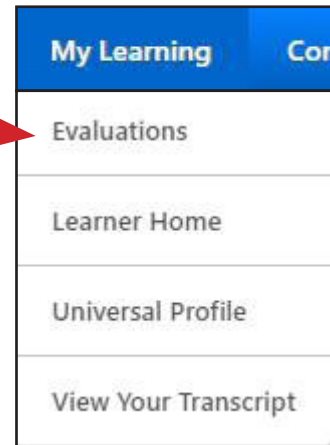 My Learning
Evaluations
Learner Home
Universal Profile
View Your Transcript